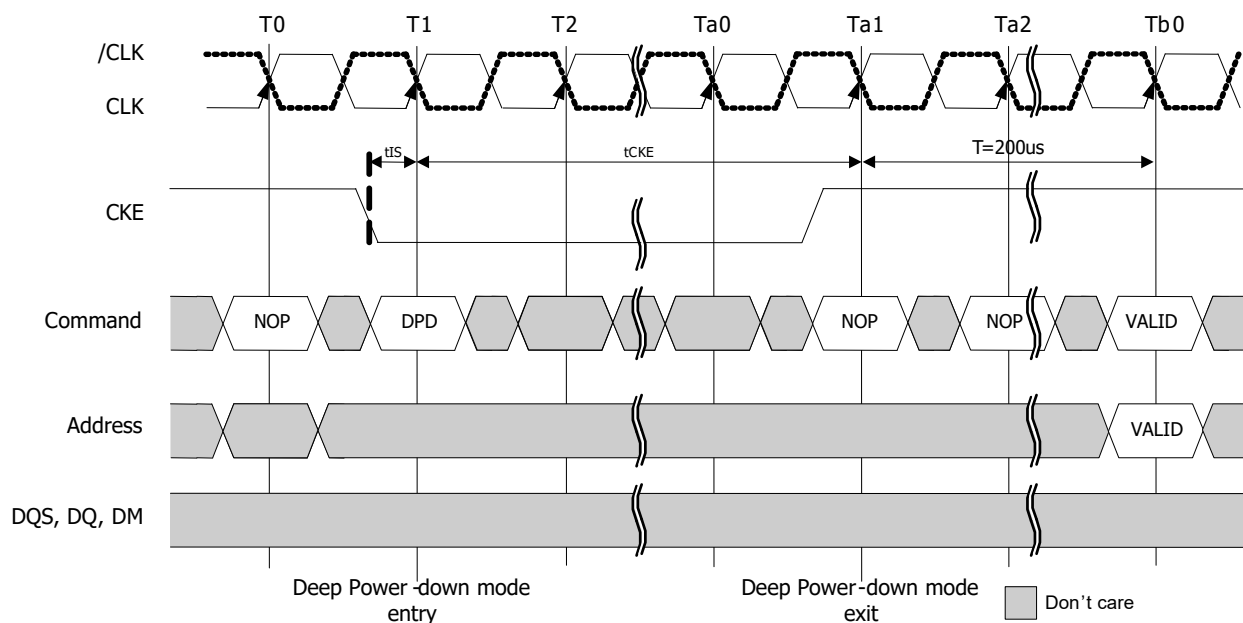 T0 T1 T2 Ta0 Ta1 Ta2 Tb0
/CLK
CLK
tIS tCKE T=200us
CKE
Command NOP DPD NOP NOP VALID
Address VALID
DQS, DQ, DM
Deep Power-down mode Deep Power-down mode
entry exit Don't care